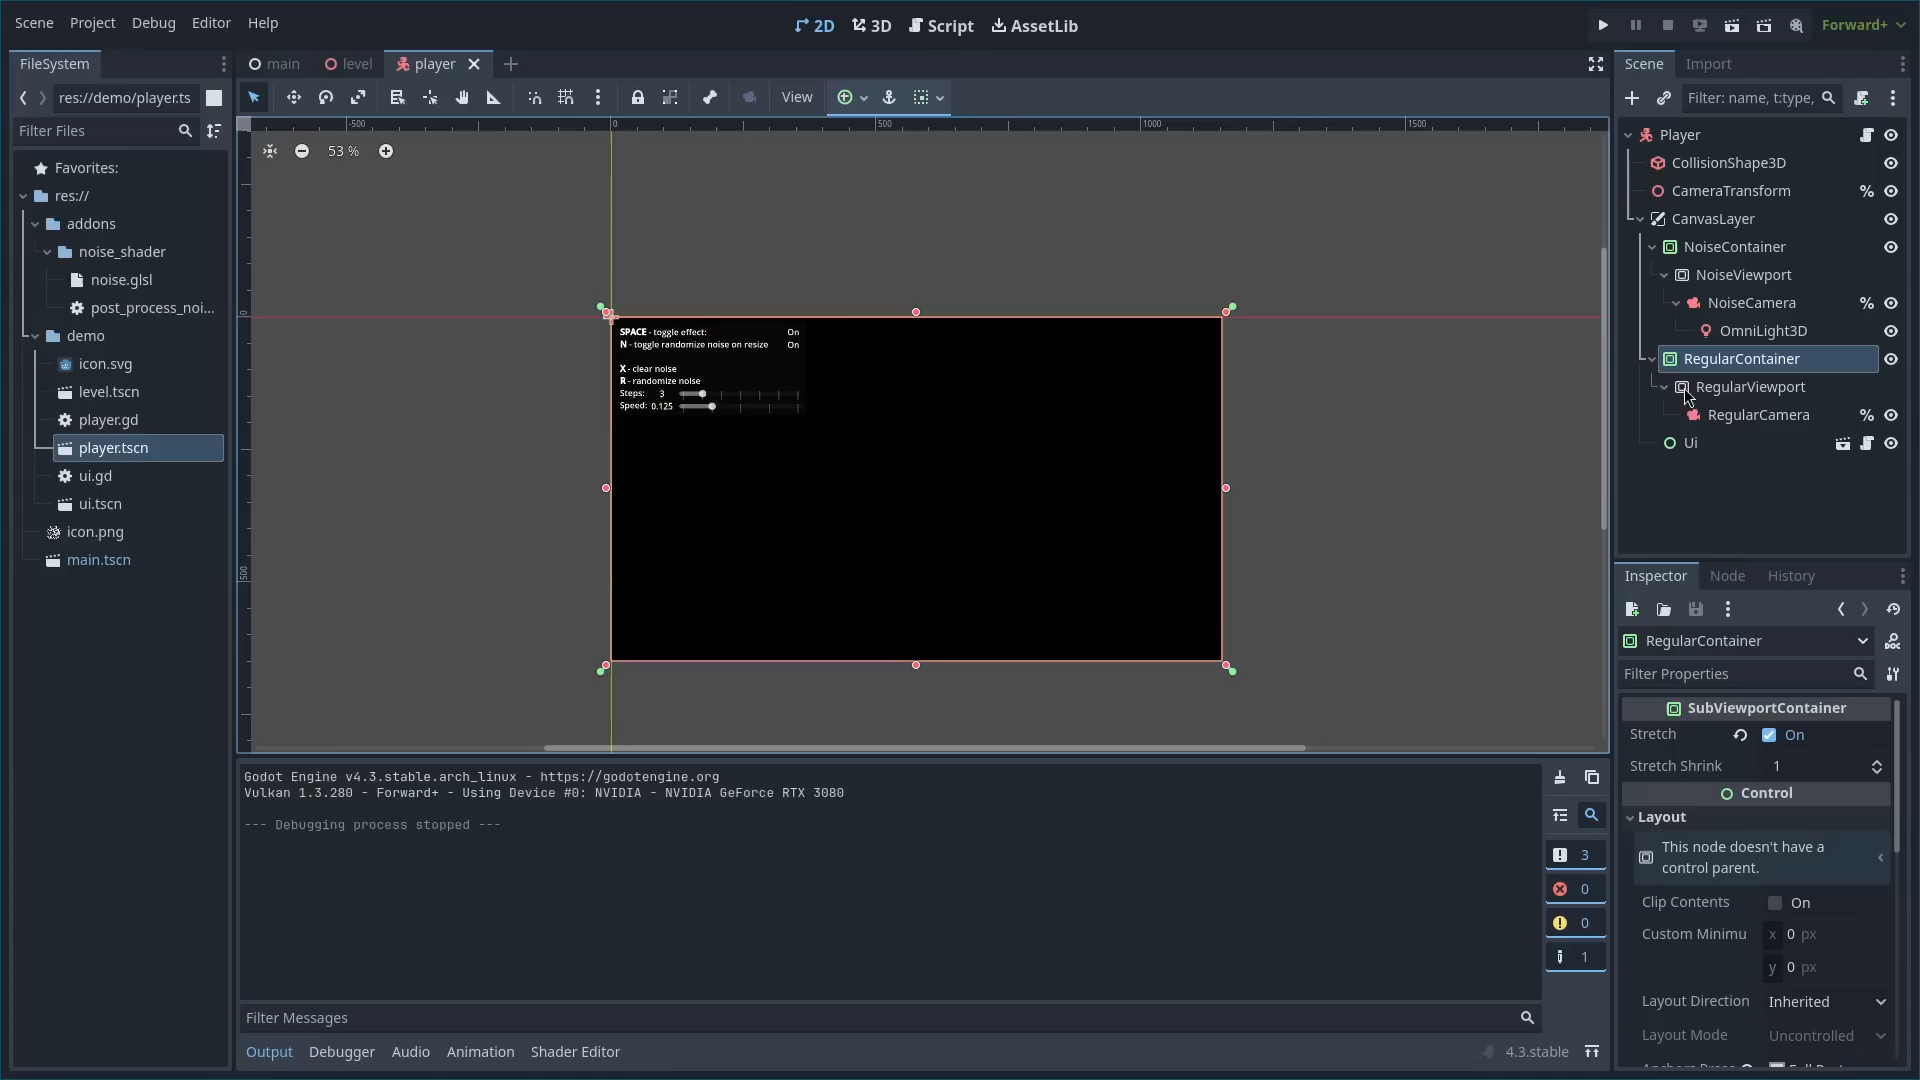 Scene Project Debug Editor Help
2D 3D Script AssetLib
Forward+
FileSystem
res://demo/player.ts
Filter Files
Favorites:
res://
addons
noise_shader
noise.glsl
post_process_noi...
demo
icon.svg
level.tscn
player.gd
player.tscn
ui.gd
ui.tscn
icon.png
main.tscn
main level player
View
-500 0 500 1000 1500
53 %
0
500
SPACE - toggle effect: On
N - toggle randomize noise on resize On
X - clear noise
R - randomize noise
Steps: 3
Speed: 0.125
Godot Engine v4.3.stable.arch_linux - https://godotengine.org
Vulkan 1.3.280 - Forward+ - Using Device #0: NVIDIA - NVIDIA GeForce RTX 3080
--- Debugging process stopped ---
3
0
0
1
Filter Messages
Output Debugger Audio Animation Shader Editor
4.3.stable
Scene Import
Filter: name, t:type,
Player
CollisionShape3D
CameraTransform %
CanvasLayer
NoiseContainer
NoiseViewport
NoiseCamera %
OmniLight3D
RegularContainer
RegularViewport
RegularCamera %
Ui
Inspector Node History
RegularContainer
Filter Properties
SubViewportContainer
Stretch On
Stretch Shrink 1
Control
Layout
This node doesn't have a
control parent.
Clip Contents On
Custom Minimu x 0 px
y 0 px
Layout Direction Inherited
Layout Mode Uncontrolled